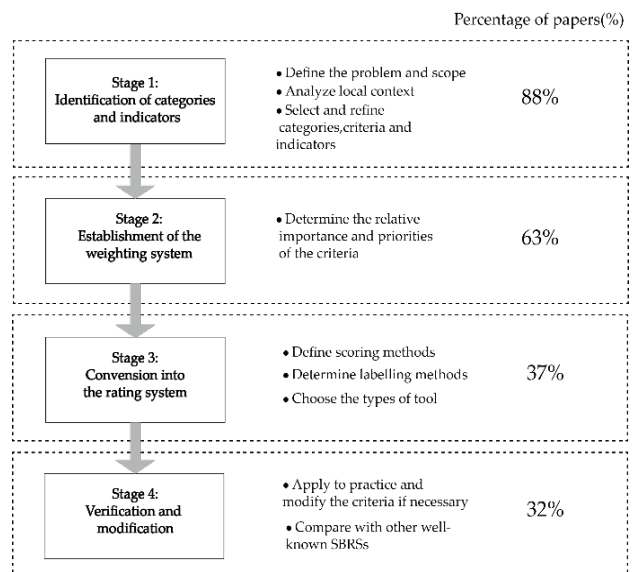 Percentage of papers(%)
Stage 1:
Identification of categories
and indicators
• Define the problem and scope
• Analyze local context
• Select and refine
categories,criteria and
indicators
88%
Stage 2:
Establishment of the
weighting system
• Determine the relative
importance and priorities
of the criteria
63%
Stage 3:
Convension into
the rating system
• Define scoring methods
• Determine labelling methods
• Choose the types of tool
37%
Stage 4:
Verification and
modification
• Apply to practice and
modify the criteria if necessary
• Compare with other well-
known SBRSs
32%